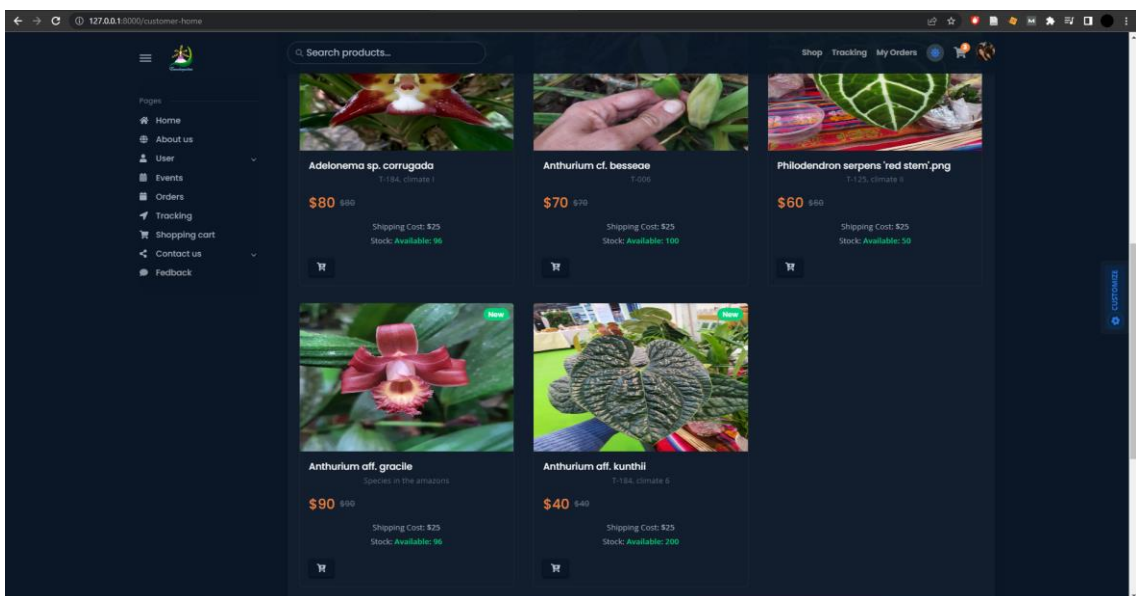 127.0.0.1:8000/customer-home
Search products...
Shop Tracking My Orders
Pages
Home
About us
User
Events
Orders
Tracking
Shopping cart
Contact us
Fedback
Adelonema sp. corrugada
T-184, climate I
$80 $80
Shipping Cost: $25
Stock: Available: 96
Anthurium cf. besseae
T-006
$70 $70
Shipping Cost: $25
Stock: Available: 100
Philodendron serpens 'red stem'.png
T-125, climate II
$60 $60
Shipping Cost: $25
Stock: Available: 50
New
Anthurium aff. gracile
Species in the amazons
$90 $90
Shipping Cost: $25
Stock: Available: 96
New
Anthurium aff. kunthii
T-184, climate 6
$40 $40
Shipping Cost: $25
Stock: Available: 200
CUSTOMIZE